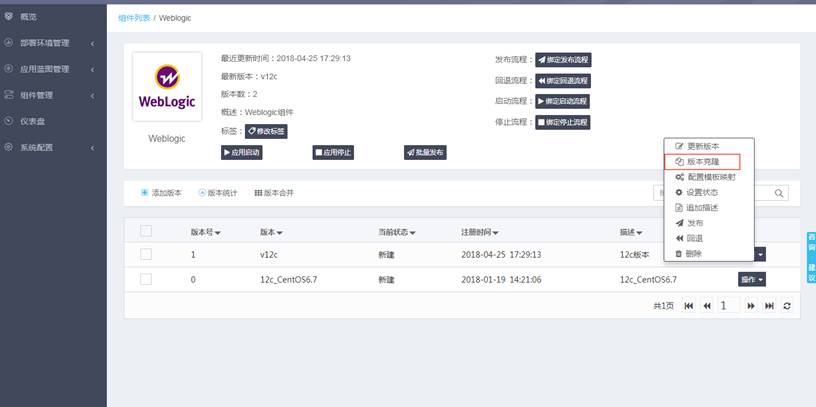 组件列表 / Weblogic
概览
部署环境管理
应用蓝图管理
组件管理
仪表盘
系统配置
WebLogic
Weblogic
最近更新时间：2018-04-25 17:29:13
最新版本：v12c
版本数：2
概述：Weblogic组件
标签： 修改标签
应用启动 应用停止 批量发布
发布流程： 绑定发布流程
回退流程： 绑定回退流程
启动流程： 绑定启动流程
停止流程： 绑定停止流程
添加版本 版本统计 版本合并
更新版本
版本克隆
配置模板映射
设置状态
追加描述
发布
回退
删除
版本号 版本 当前状态 注册时间 描述
1 v12c 新建 2018-04-25 17:29:13 12c版本
0 12c_CentOS6.7 新建 2018-01-19 14:21:06 12c_CentOS6.7 操作
共1页 1
咨询
建议